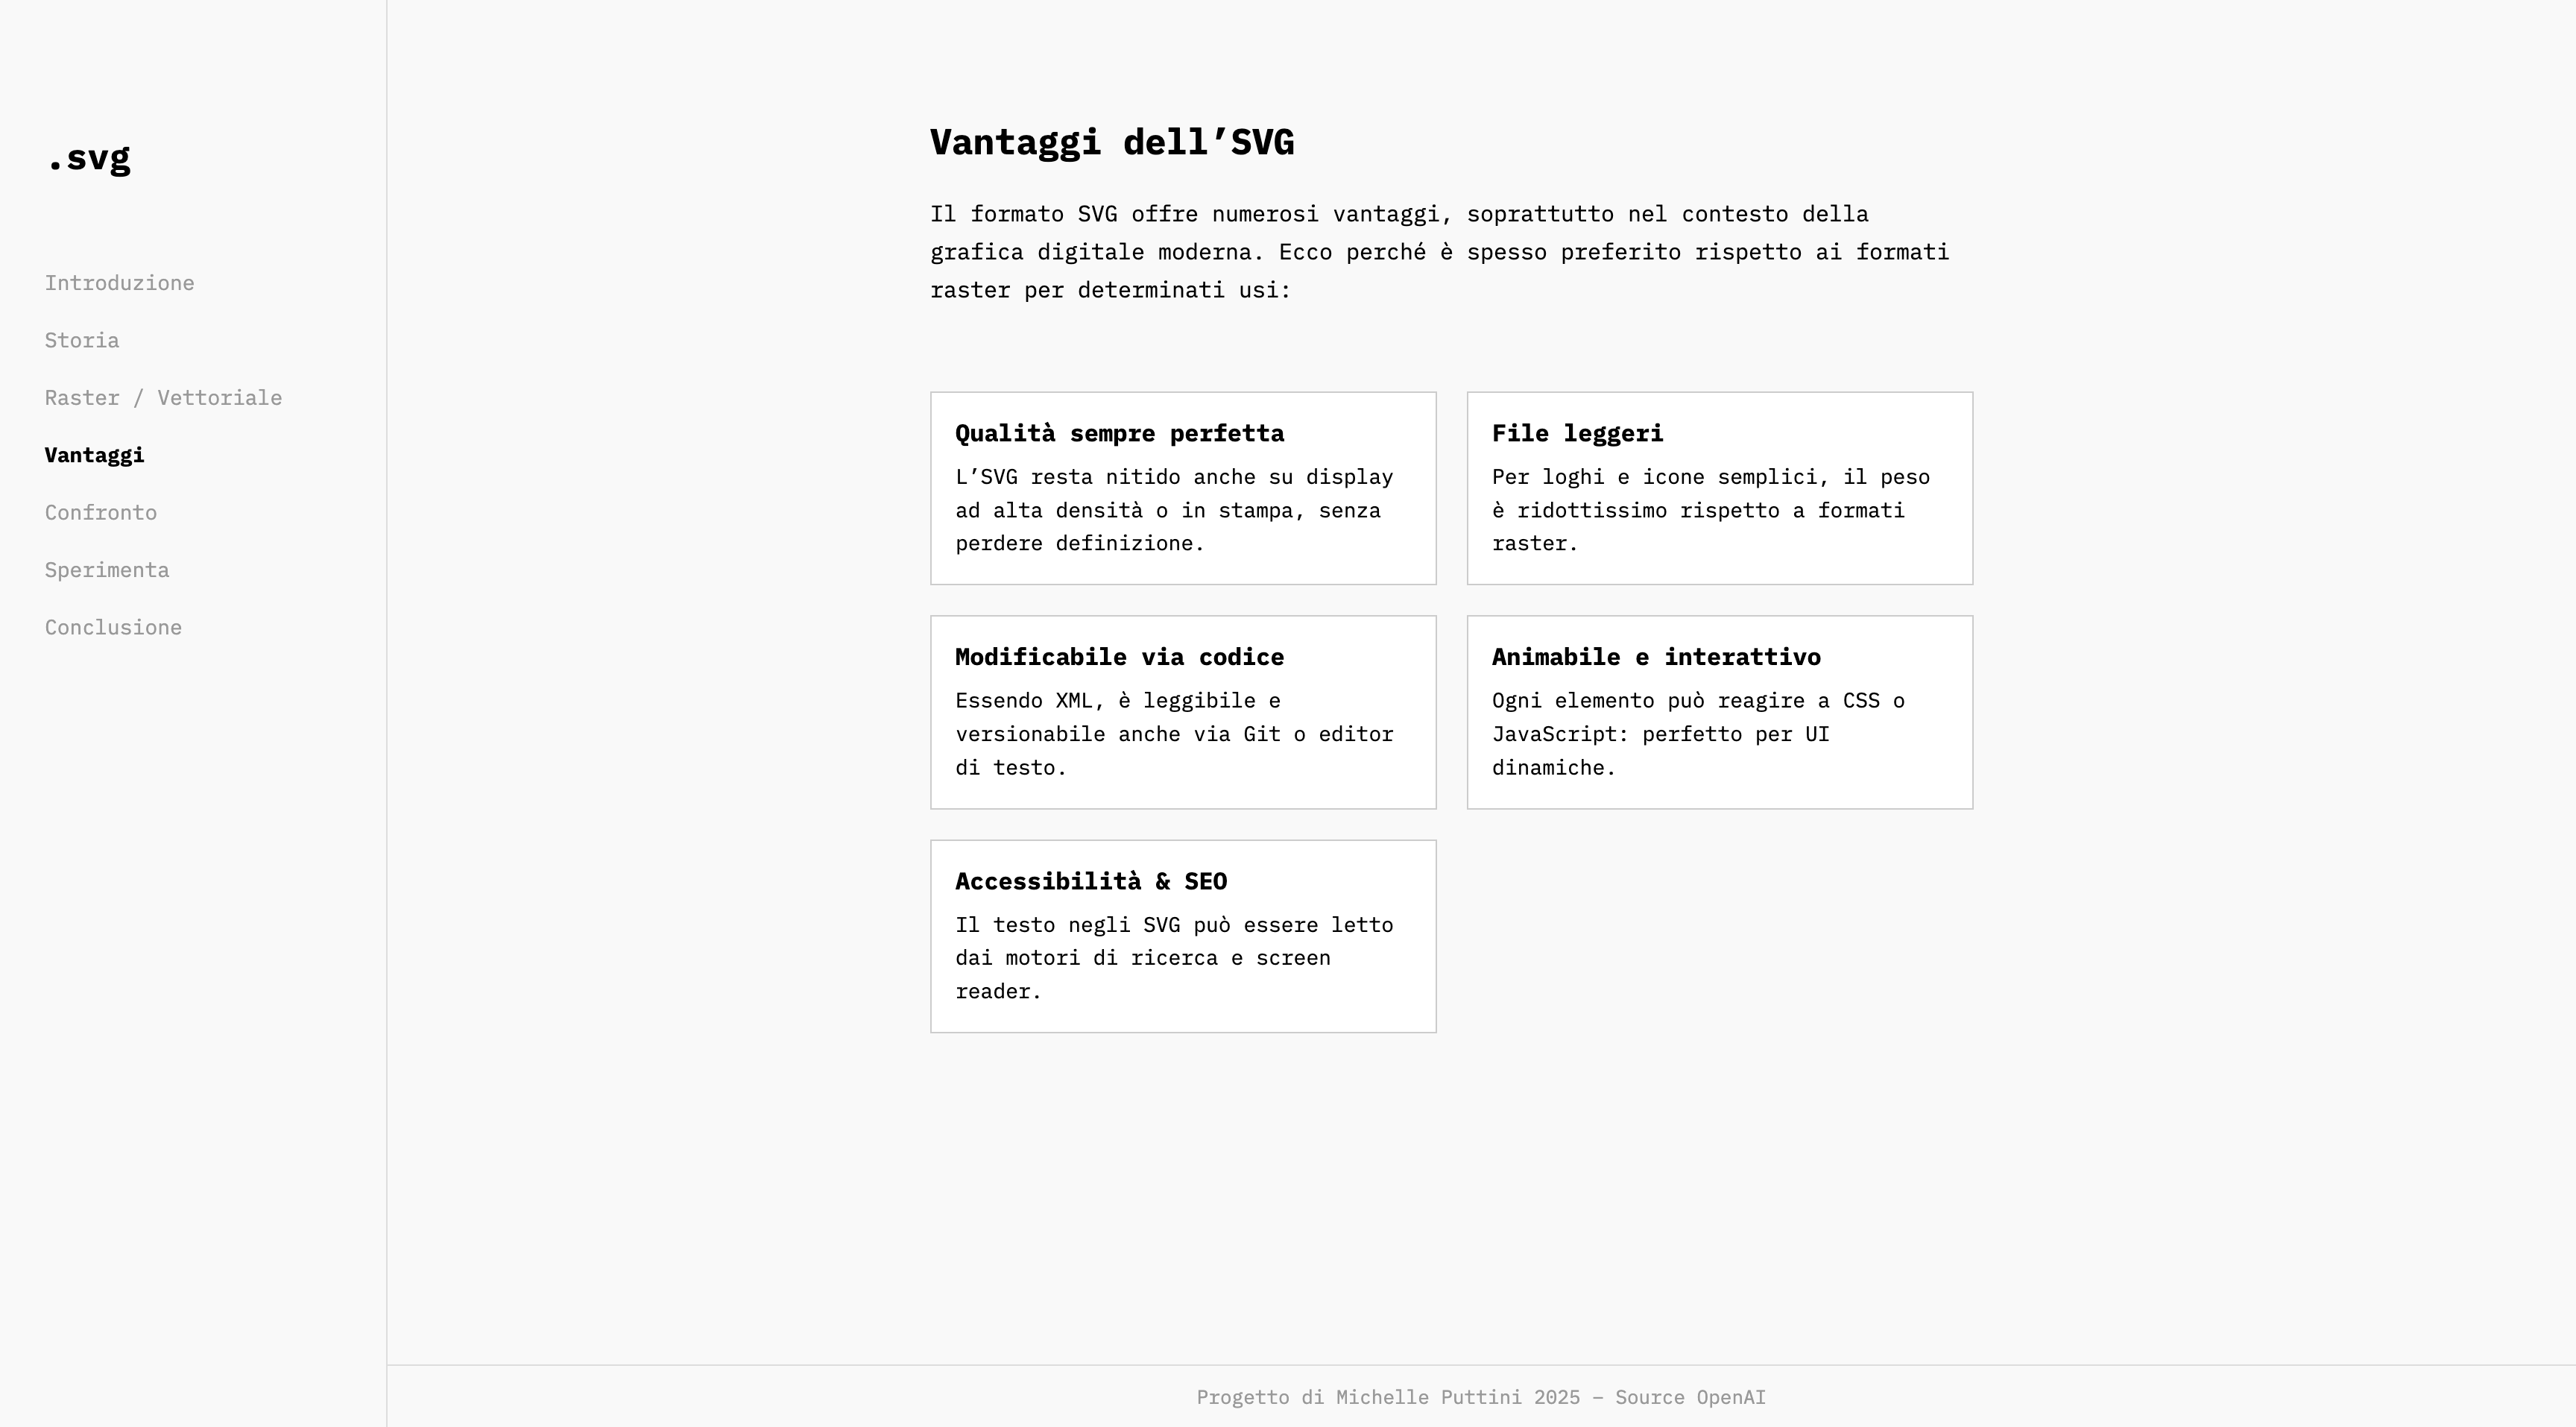 .svg
Introduzione
Storia
Raster / Vettoriale
Vantaggi
Confronto
Sperimenta
Conclusione
Vantaggi dell’SVG
Il formato SVG offre numerosi vantaggi, soprattutto nel contesto della
grafica digitale moderna. Ecco perché è spesso preferito rispetto ai formati
raster per determinati usi:
Qualità sempre perfetta
L’SVG resta nitido anche su display
ad alta densità o in stampa, senza
perdere definizione.
File leggeri
Per loghi e icone semplici, il peso
è ridottissimo rispetto a formati
raster.
Modificabile via codice
Essendo XML, è leggibile e
versionabile anche via Git o editor
di testo.
Animabile e interattivo
Ogni elemento può reagire a CSS o
JavaScript: perfetto per UI
dinamiche.
Accessibilità & SEO
Il testo negli SVG può essere letto
dai motori di ricerca e screen
reader.
Progetto di Michelle Puttini 2025 – Source OpenAI